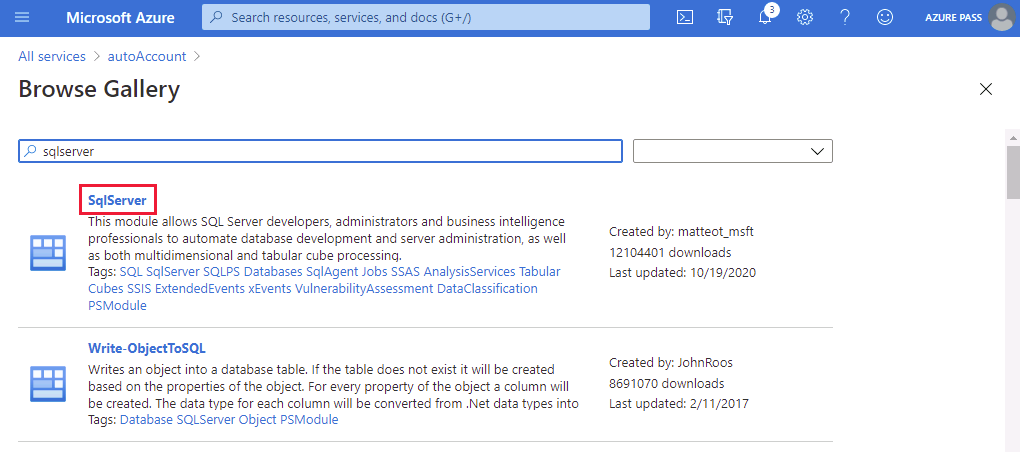 Microsoft Azure
Search resources, services, and docs (G+/)
3
AZURE PASS
All services > autoAccount >
Browse Gallery
sqlserver
SqlServer
This module allows SQL Server developers, administrators and business intelligence
professionals to automate database development and server administration, as well
as both multidimensional and tabular cube processing.
Tags: SQL SqlServer SQLPS Databases SqlAgent Jobs SSAS AnalysisServices Tabular
Cubes SSIS ExtendedEvents xEvents VulnerabilityAssessment DataClassification
PSModule
Created by: matteot_msft
12104401 downloads
Last updated: 10/19/2020
Write-ObjectToSQL
Writes an object into a database table. If the table does not exist it will be created
based on the properties of the object. For every property of the object a column will
be created. The data type for each column will be converted from .Net data types into
Tags: Database SQLServer Object PSModule
Created by: JohnRoos
8691070 downloads
Last updated: 2/11/2017